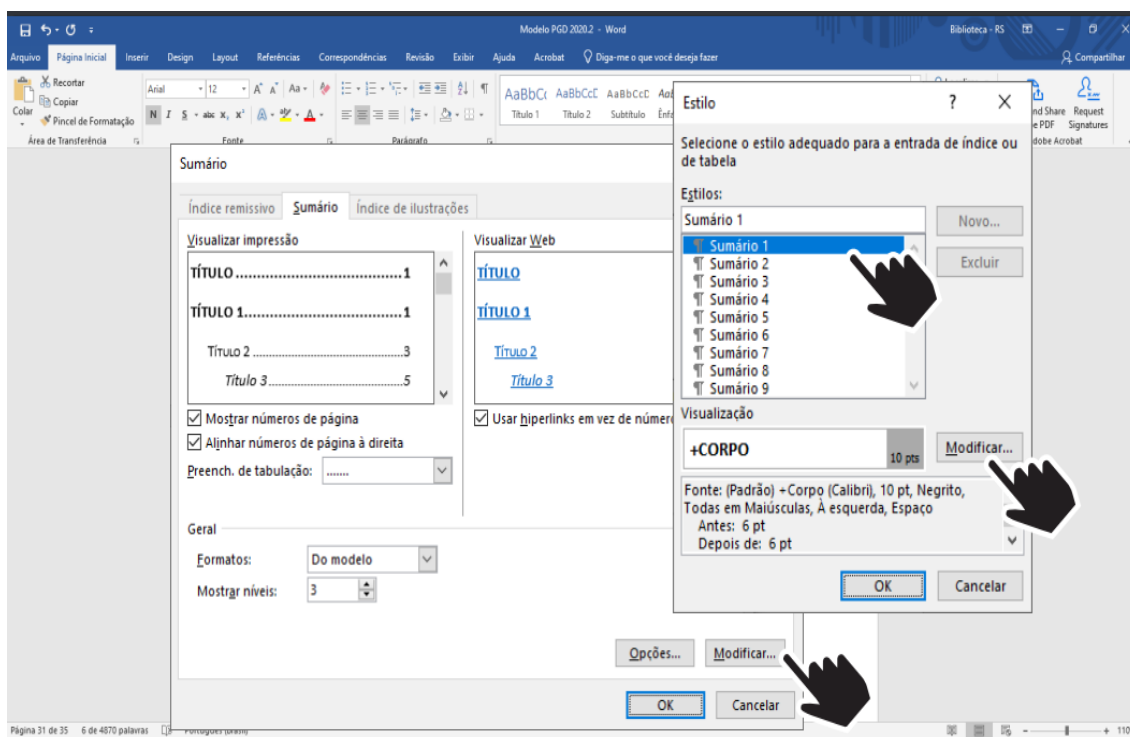 Modelo PGD 2020.2 - Word
Biblioteca - RS
Arquivo Página Inicial Inserir Design Layout Referências Correspondências Revisão Exibir Ajuda Acrobat Diga-me o que você deseja fazer Compartilhar
Colar
Recortar
Copiar
Pincel de Formatação
Área de Transferência
Arial 12
N I S abc X, X²
Fonte
Parágrafo
AaBbC( AaBbCcE AaBbCcD
Título 1 Título 2 Subtítulo
Request
e PDF Signatures
dobe Acrobat
Sumário
Índice remissivo Sumário Índice de ilustrações
Visualizar impressão
TÍTULO....................................1
TÍTULO 1..................................1
TÍTULO 2..................................3
Título 3..............................5
Visualizar Web
TÍTULO
TÍTULO 1
TÍTULO 2
Título 3
Mostrar números de página
Alinhar números de página à direita
Preench. de tabulação: .......
Usar hiperlinks em vez de
Geral
Formatos: Do modelo
Mostrar níveis: 3
Opções... Modificar...
OK Cancelar
Estilo ? X
Selecione o estilo adequado para a entrada de índice ou
de tabela
Estilos:
Sumário 1
Sumário 1
Sumário 2
Sumário 3
Sumário 4
Sumário 5
Sumário 6
Sumário 7
Sumário 8
Sumário 9
Novo...
Excluir
Visualização
+CORPO 10 pts
Modificar...
Fonte: (Padrão) +Corpo (Calibri), 10 pt, Negrito,
Todas em Maiúsculas, À esquerda, Espaço
Antes: 6 pt
Depois de: 6 pt
OK Cancelar
Página 31 de 35 6 de 4870 palavras
110